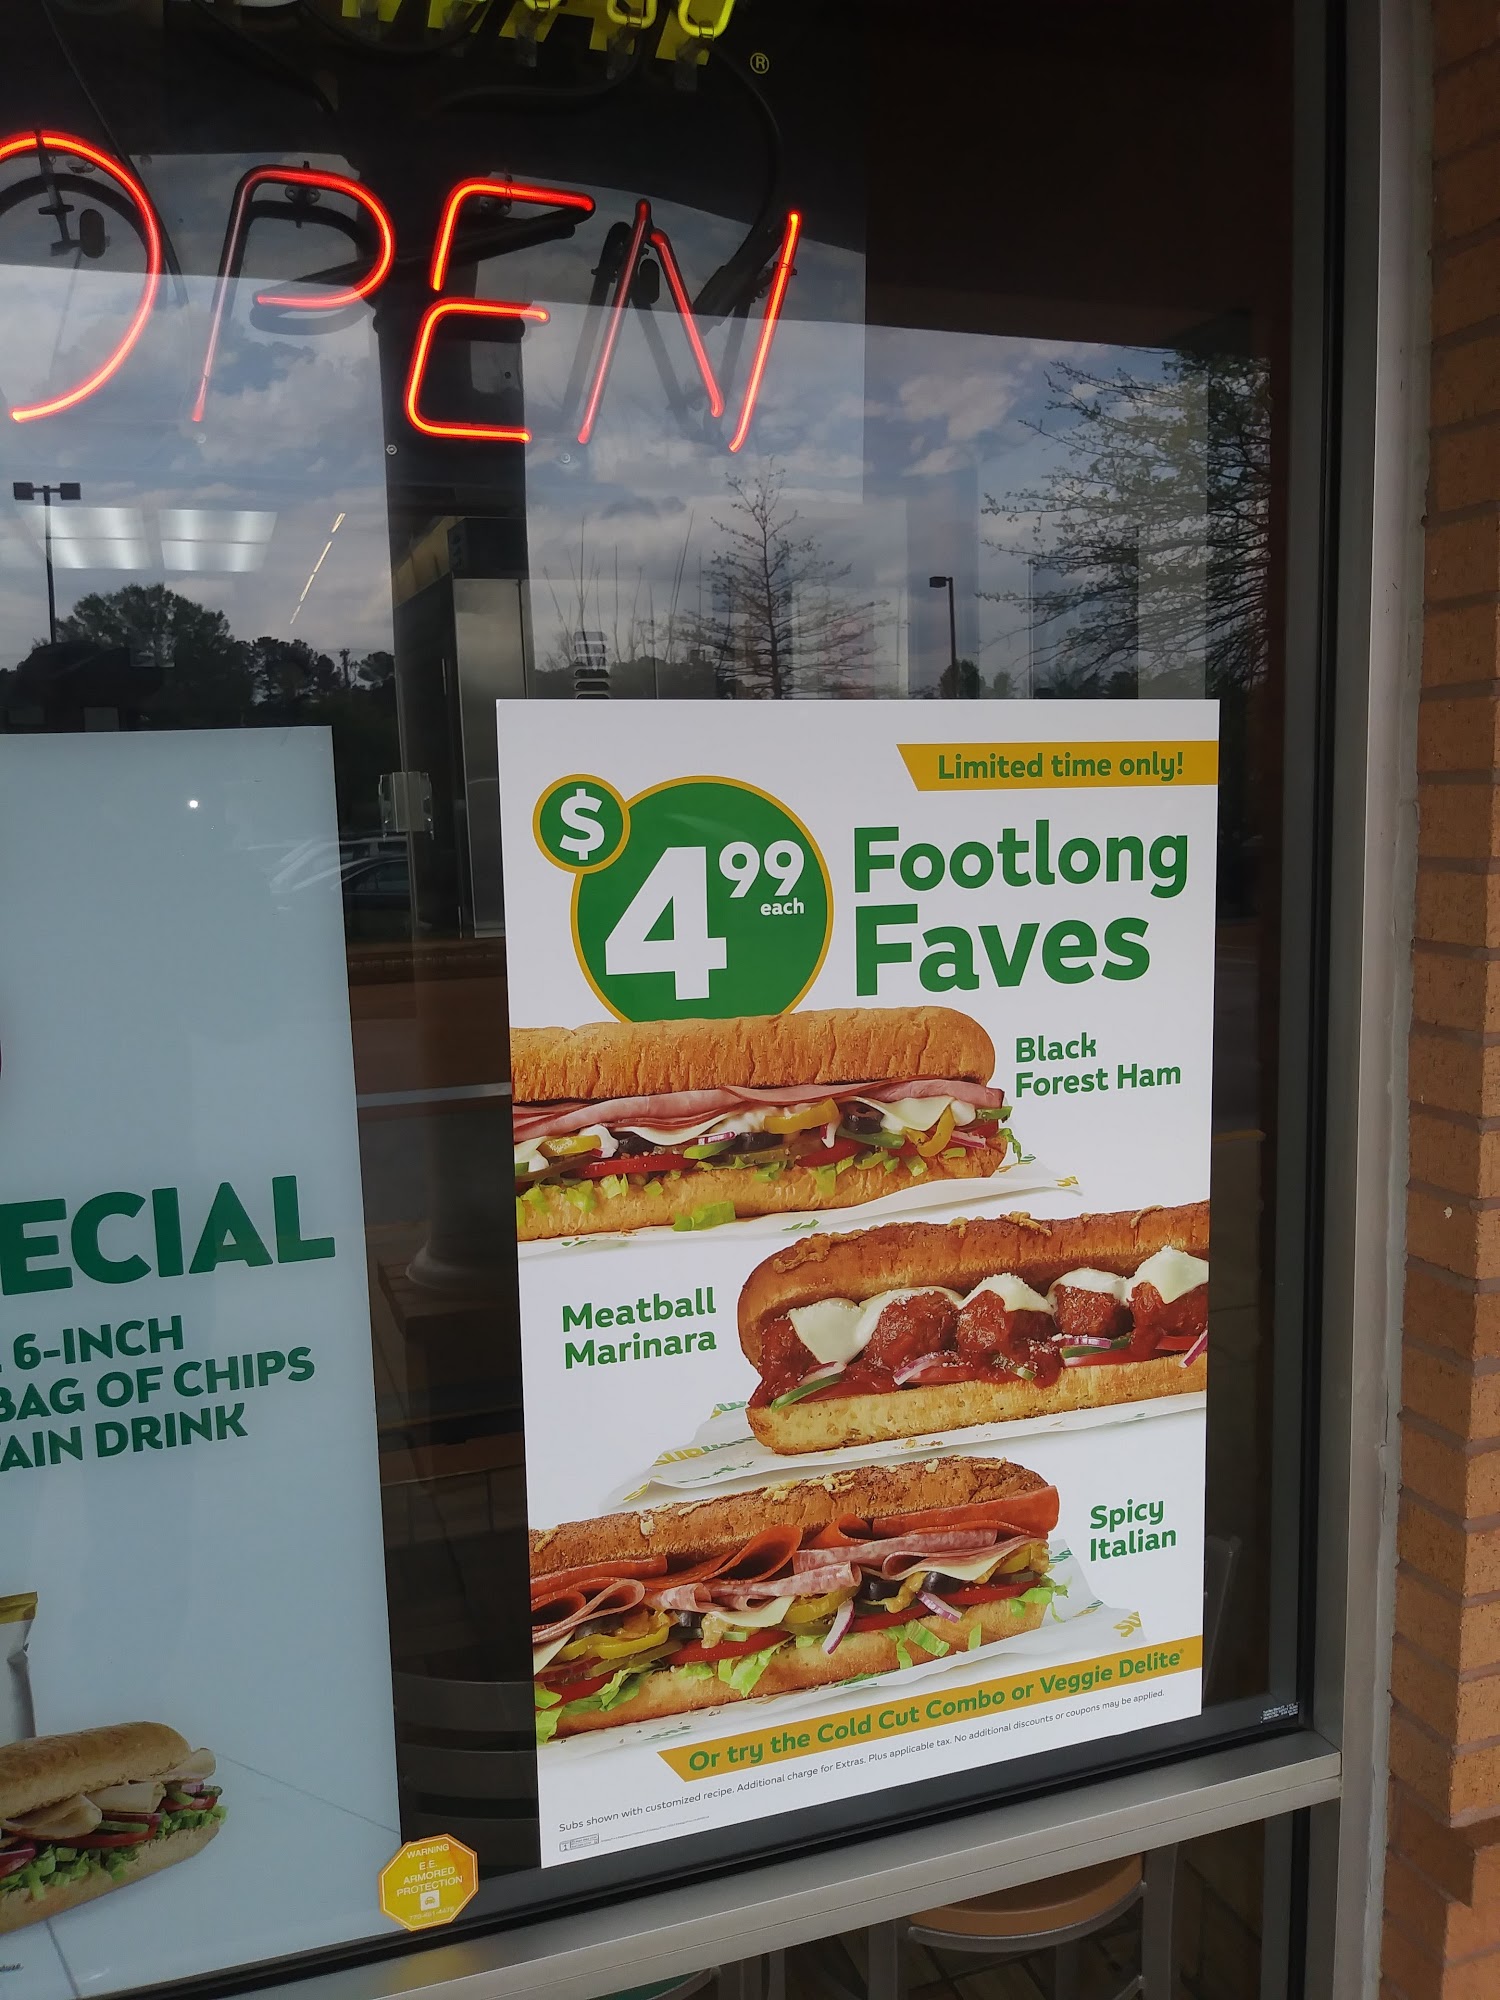 ®
OPEN
ECIAL
6-INCH
BAG OF CHIPS
AIN DRINK
Limited time only!
$4.99
each
Footlong
Faves
Black
Forest Ham
Meatball
Marinara
Spicy
Italian
Or try the Cold Cut Combo or Veggie Delite®
Subs shown with customized recipe. Additional charge for Extras. Plus applicable tax. No additional discounts or coupons may be applied.
WARNING
E.E.
ARMORED
PROTECTION